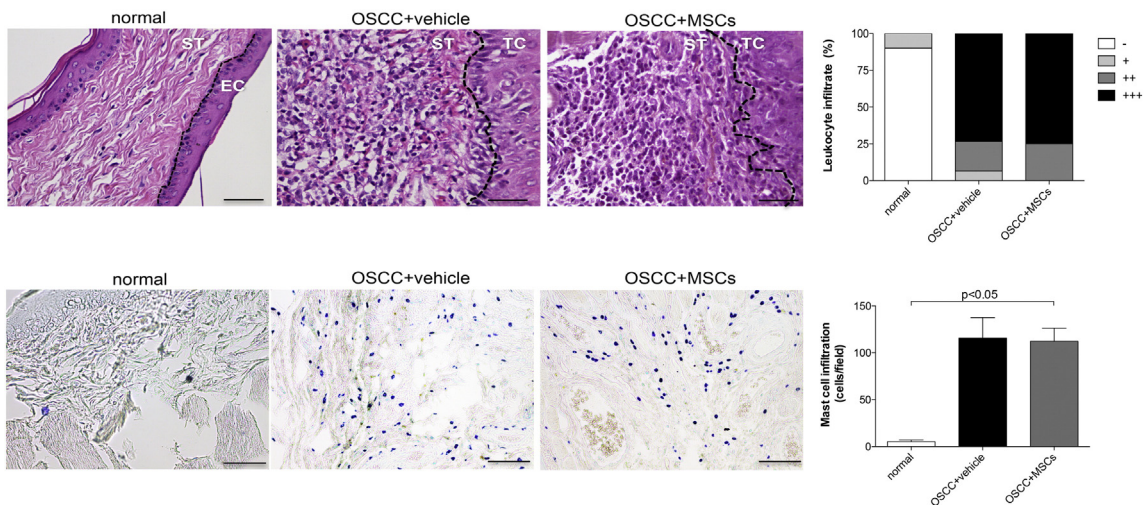 normal
OSCC+vehicle
OSCC+MSCs
ST
EC
ST
TC
ST
TC
Leukocyte infiltrate (%)
100
75
50
25
0
normal
OSCC+vehicle
OSCC+MSCs
-
+
++
+++
normal
OSCC+vehicle
OSCC+MSCs
Mast cell infiltration
(cells/field)
150
100
50
0
p<0.05
normal
OSCC+vehicle
OSCC+MSCs